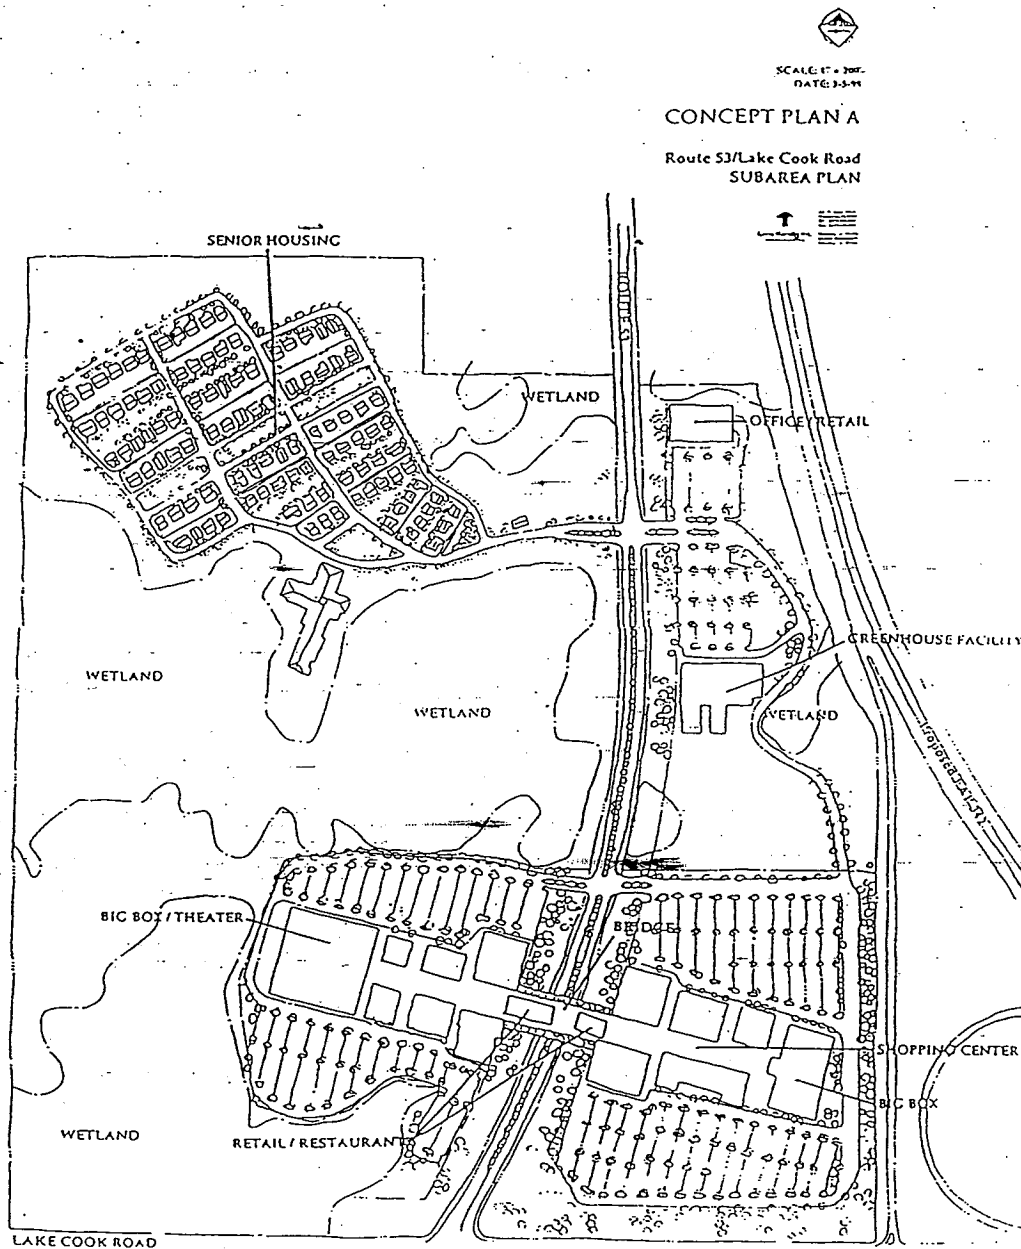 CONCEPT PLAN A
Route 53/Lake Cook Road
SUBAREA PLAN
SENIOR HOUSING
WETLAND
OFFICE/RETAIL
GREENHOUSE FACILITY
WETLAND
WETLAND
WETLAND
BIG BOX / THEATER
BRIDGE
SHOPPING CENTER
BIG BOX
WETLAND
RETAIL / RESTAURANT
LAKE COOK ROAD